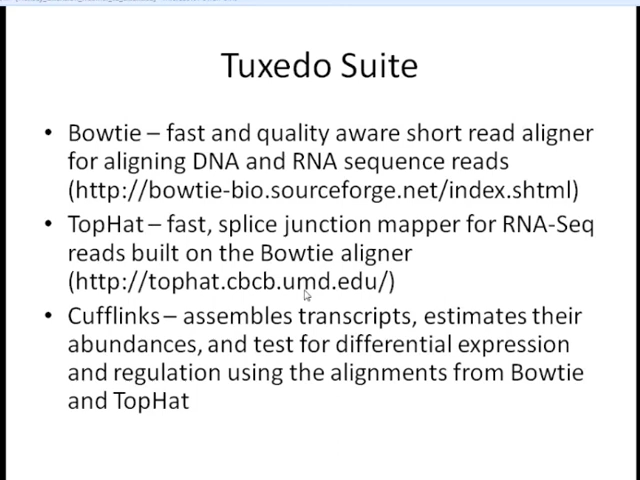 Tuxedo Suite
• Bowtie – fast and quality aware short read aligner
for aligning DNA and RNA sequence reads
(http://bowtie-bio.sourceforge.net/index.shtml)
• TopHat – fast, splice junction mapper for RNA-Seq
reads built on the Bowtie aligner
(http://tophat.cbcb.umd.edu/)
• Cufflinks – assembles transcripts, estimates their
abundances, and test for differential expression
and regulation using the alignments from Bowtie
and TopHat